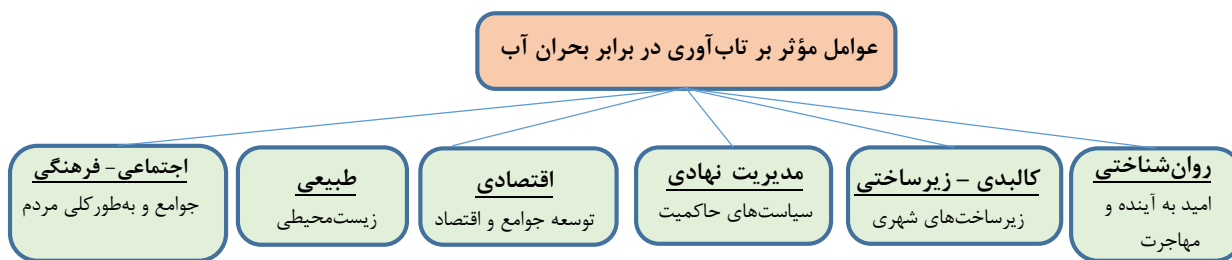 عوامل مؤثر بر تاب‌آوری در برابر بحران آب
روان‌شناختی
امید به آینده و
مهاجرت
کالبدی – زیرساختی
زیرساخت‌های شهری
مدیریت نهادی
سیاست‌های حاکمیت
اقتصادی
توسعه جوامع و اقتصاد
طبیعی
زیست‌محیطی
اجتماعی- فرهنگی
جوامع و به‌طورکلی مردم